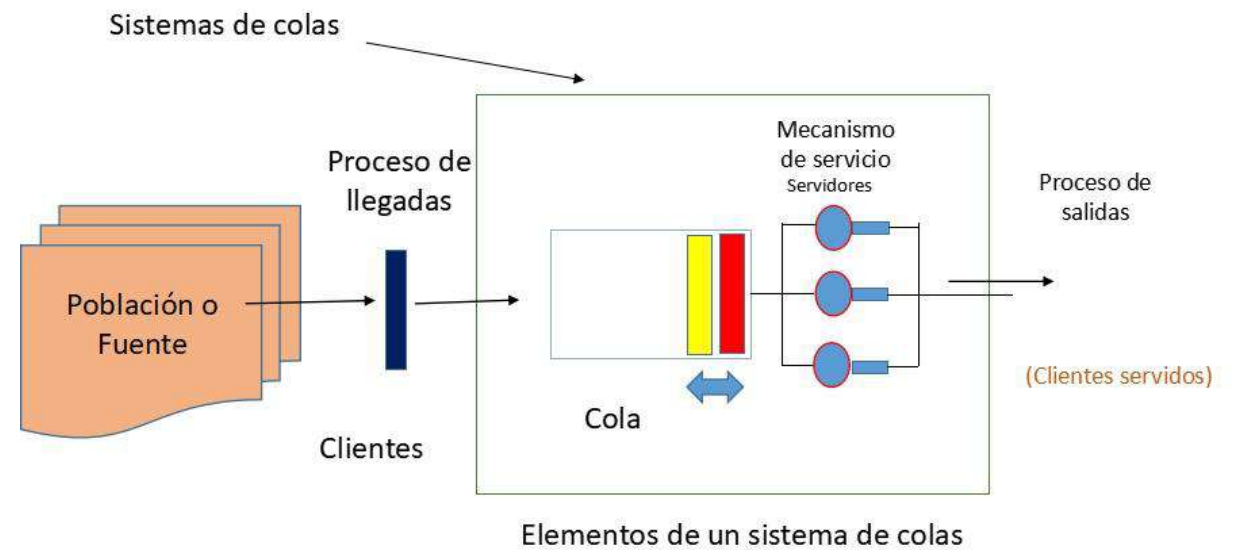 Sistemas de colas
Mecanismo
de servicio
Servidores
Proceso de
llegadas
Proceso de
salidas
Población o
Fuente
(Clientes servidos)
Cola
Clientes
Elementos de un sistema de colas